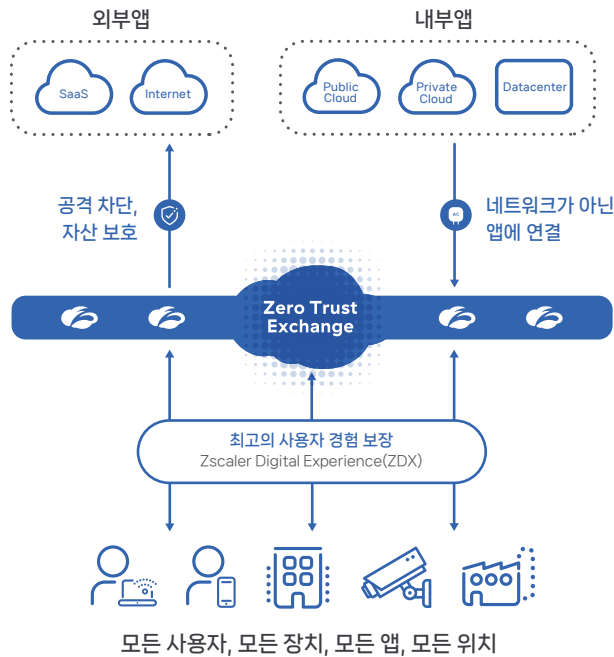 외부앱
내부앱
SaaS
Internet
Public
Cloud
Private
Cloud
Datacenter
공격 차단,
자산 보호
AC
네트워크가 아닌
앱에 연결
Zero Trust
Exchange
최고의 사용자 경험 보장
Zscaler Digital Experience(ZDX)
모든 사용자, 모든 장치, 모든 앱, 모든 위치